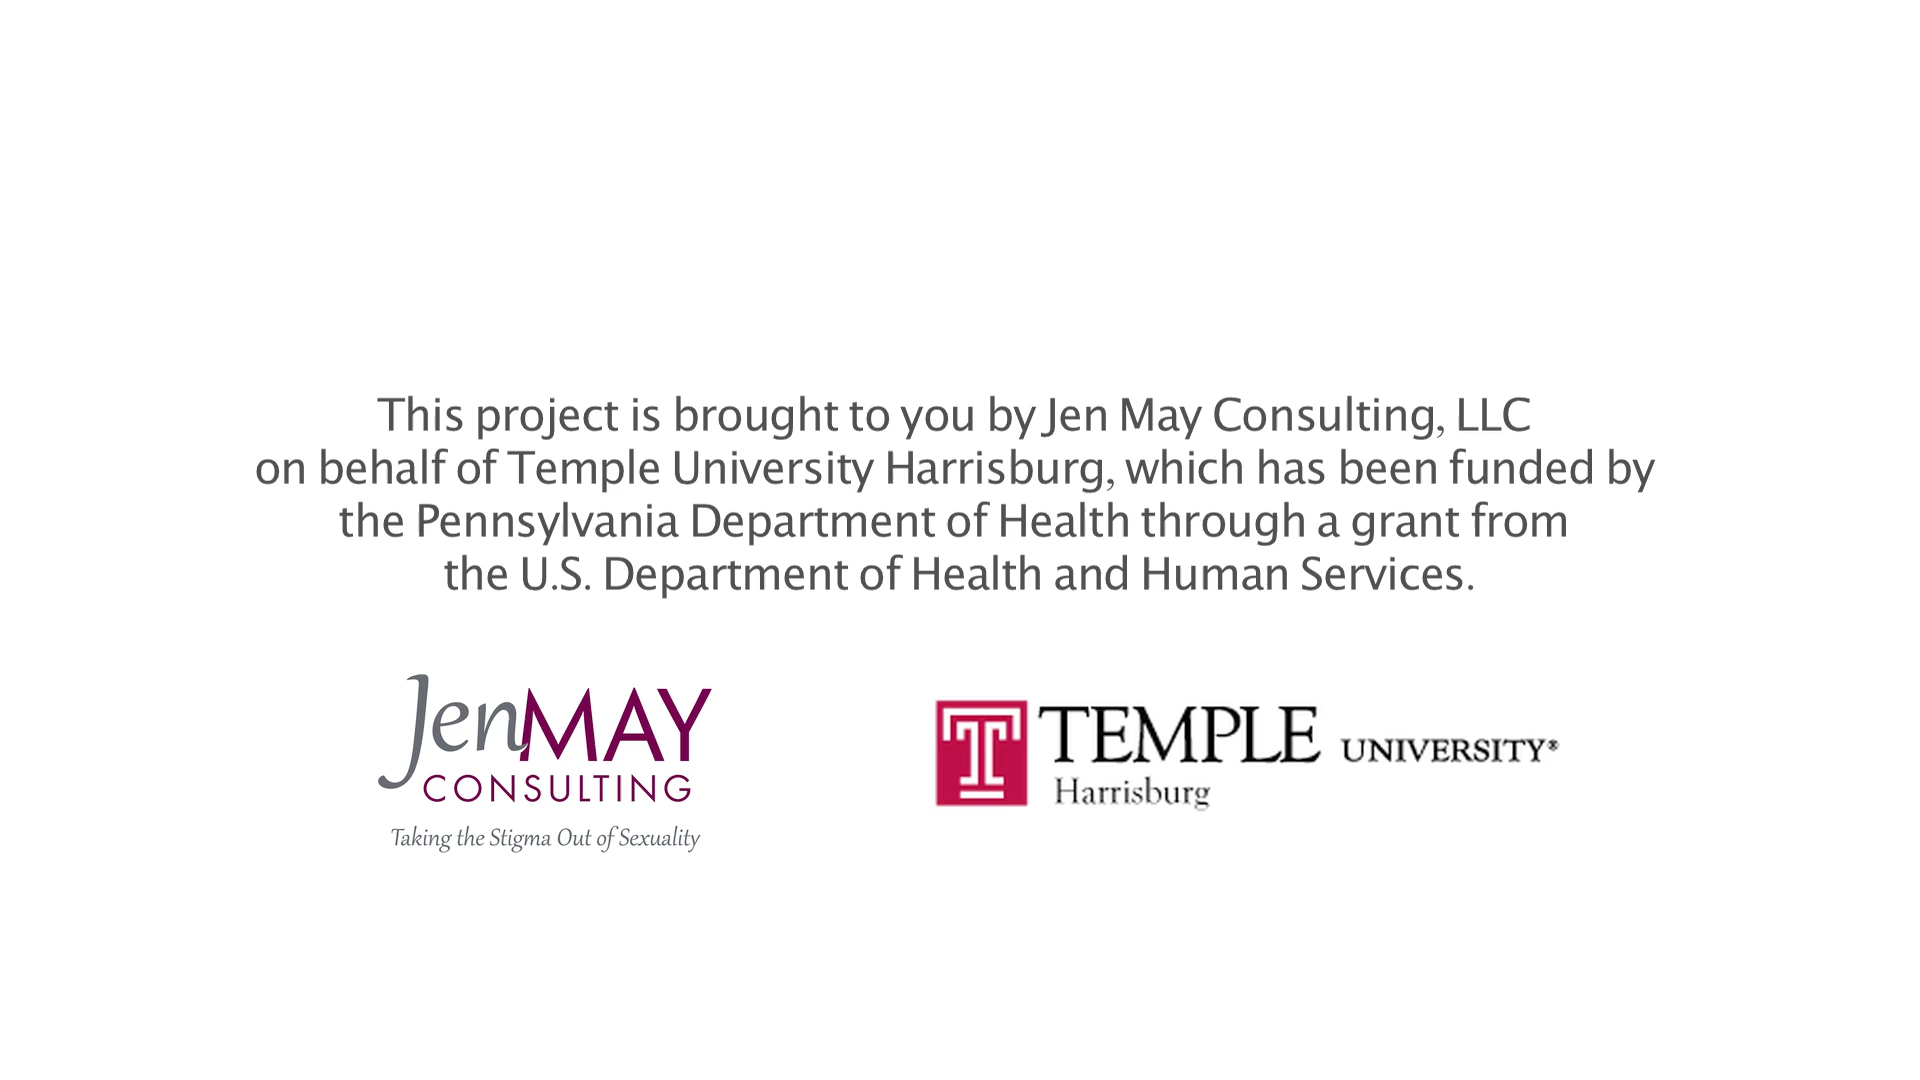 This project is brought to you by Jen May Consulting, LLC
on behalf of Temple University Harrisburg, which has been funded by
the Pennsylvania Department of Health through a grant from
the U.S. Department of Health and Human Services.
JenMAY
CONSULTING
Taking the Stigma Out of Sexuality
T TEMPLE UNIVERSITY®
Harrisburg